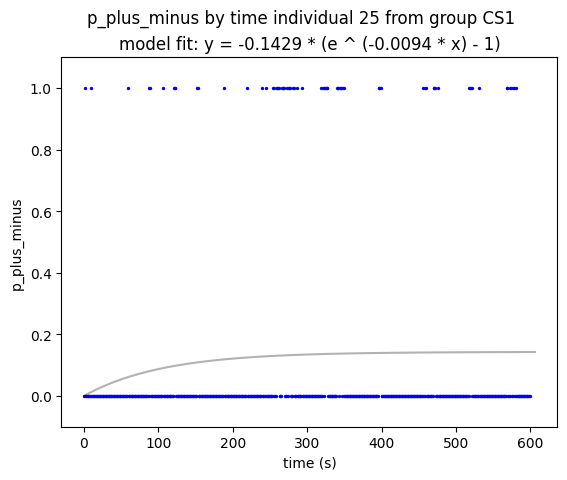 p_plus_minus by time individual 25 from group CS1
model fit: y = -0.1429 * (e ^ (-0.0094 * x) - 1)
1.0
0.8
0.6
0.4
0.2
0.0
p_plus_minus
0 100 200 300 400 500 600
time (s)